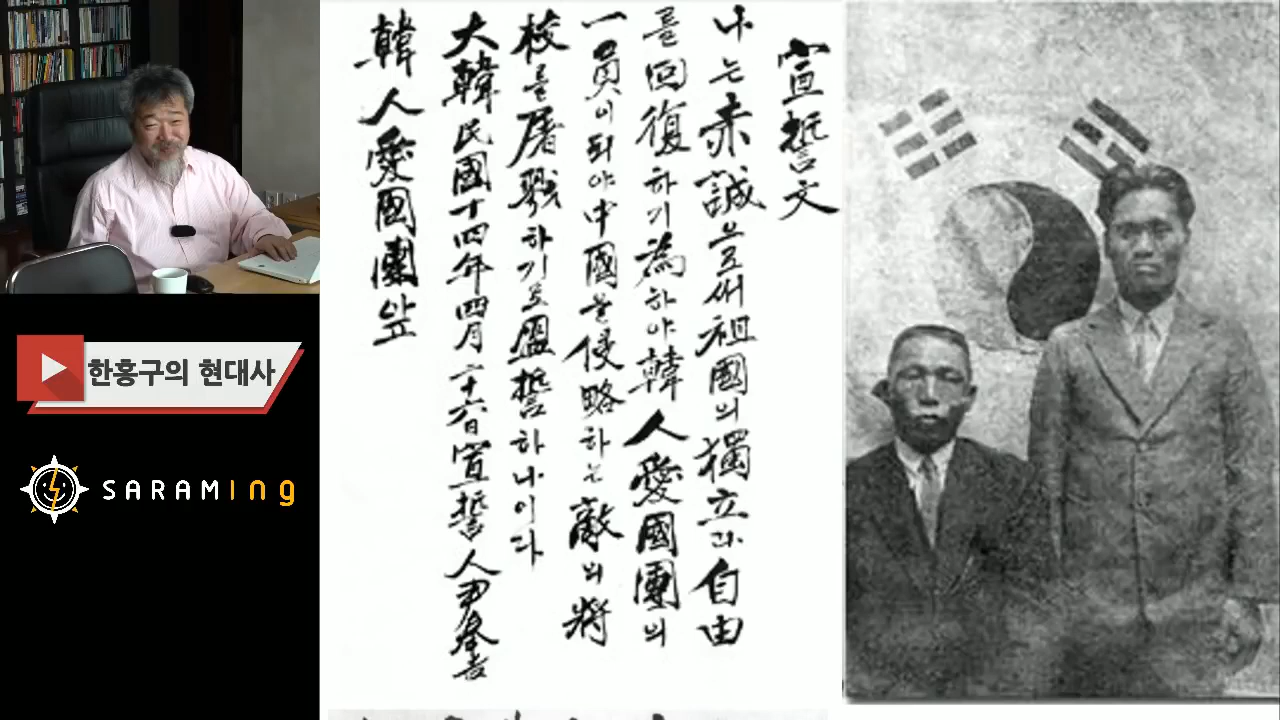 한홍구의 현대사
SARAMING
宣誓文
나는赤誠으로써祖國의獨立과自由
를回復하기爲하야韓人愛國團의
一員이되야中國을侵略하는敵의將
校를屠戮하기로盟誓하나이다
大韓民國十四年四月二十六日宣誓人尹奉吉
韓人愛國團앞